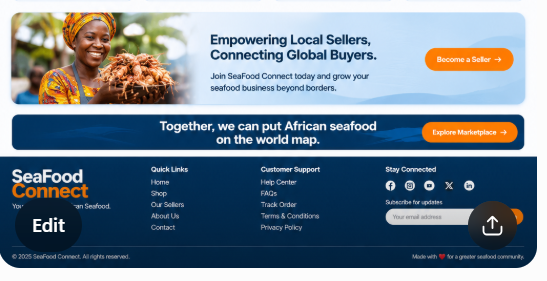 Empowering Local Sellers,
Connecting Global Buyers.
Join SeaFood Connect today and grow your
seafood business beyond borders.
Become a Seller →
Together, we can put African seafood
on the world map.
Explore Marketplace →
SeaFood
Connect
an Seafood.
Quick Links
Home
Shop
Our Sellers
About Us
Contact
Customer Support
Help Center
FAQs
Track Order
Terms & Conditions
Privacy Policy
Stay Connected
Subscribe for updates
Your email address
Edit
© 2025 SeaFood Connect. All rights reserved.
Made with ❤️ for a greater seafood community.